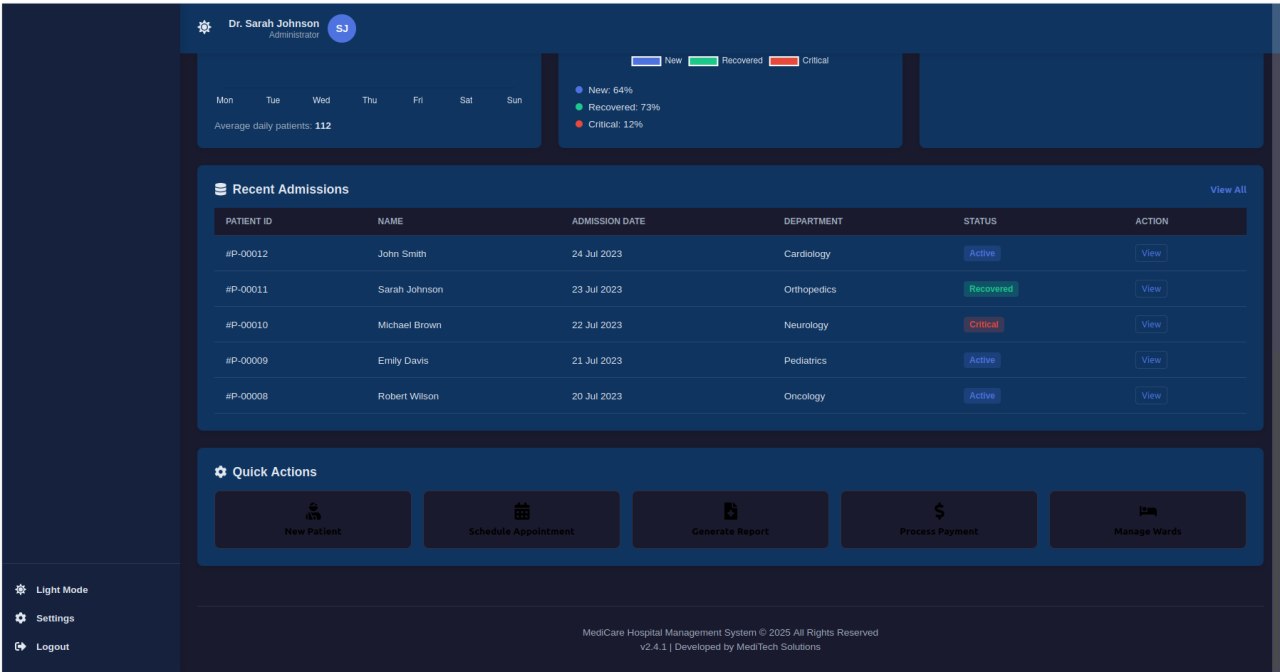 Dr. Sarah Johnson
Administrator
SJ
New Recovered Critical
Mon Tue Wed Thu Fri Sat Sun
Average daily patients: 112
New: 64%
Recovered: 73%
Critical: 12%
Recent Admissions
View All
PATIENT ID NAME ADMISSION DATE DEPARTMENT STATUS ACTION
#P-00012 John Smith 24 Jul 2023 Cardiology Active View
#P-00011 Sarah Johnson 23 Jul 2023 Orthopedics Recovered View
#P-00010 Michael Brown 22 Jul 2023 Neurology Critical View
#P-00009 Emily Davis 21 Jul 2023 Pediatrics Active View
#P-00008 Robert Wilson 20 Jul 2023 Oncology Active View
Quick Actions
New Patient Schedule Appointment Generate Report Process Payment Manage Wards
Light Mode
Settings
Logout
MediCare Hospital Management System © 2025 All Rights Reserved
v2.4.1 | Developed by MediTech Solutions